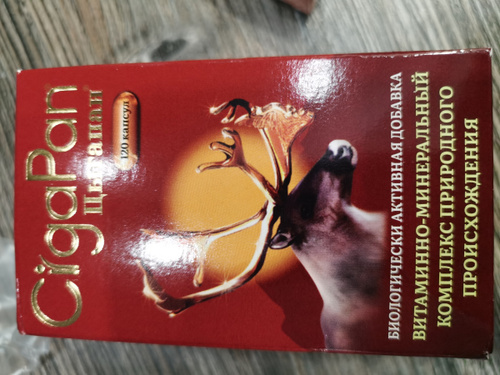 CigaPan
Цыгапан
120 капсул
БИОЛОГИЧЕСКИ АКТИВНАЯ ДОБАВКА
ВИТАМИННО-МИНЕРАЛЬНЫЙ
КОМПЛЕКС ПРИРОДНОГО
ПРОИСХОЖДЕНИЯ